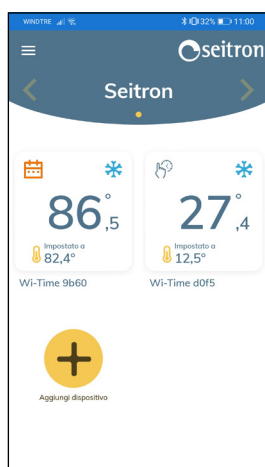 WINDTRE 32% 11:00
seitron
Seitron
86°,5
Impostato a
82,4°
Wi-Time 9b60
27°,4
Impostato a
12,5°
Wi-Time d0f5
Aggiungi dispositivo